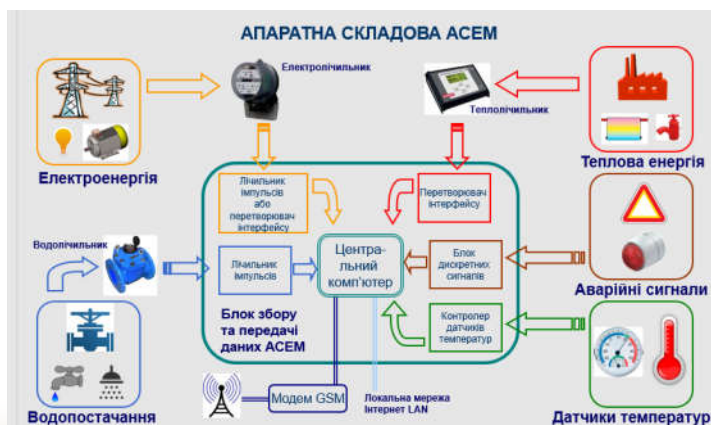 АПАРАТНА СКЛАДОВА АСЕМ
Електролічильник
Теплолічильник
Електроенергія
Теплова енергія
Лічильник
імпульсів
або
перетворювач
інтерфейсу
Перетворювач
інтерфейсу
Водолічильник
Лічильник
імпульсів
Центра-
льний
комп'ютер
Блок
дискретних
сигналів
Аварійні сигнали
Блок збору
та передачі
даних АСЕМ
Контролер
датчиків
температур
Модем GSM
Локальна мережа
Інтернет LAN
Водопостачання
Датчики температур